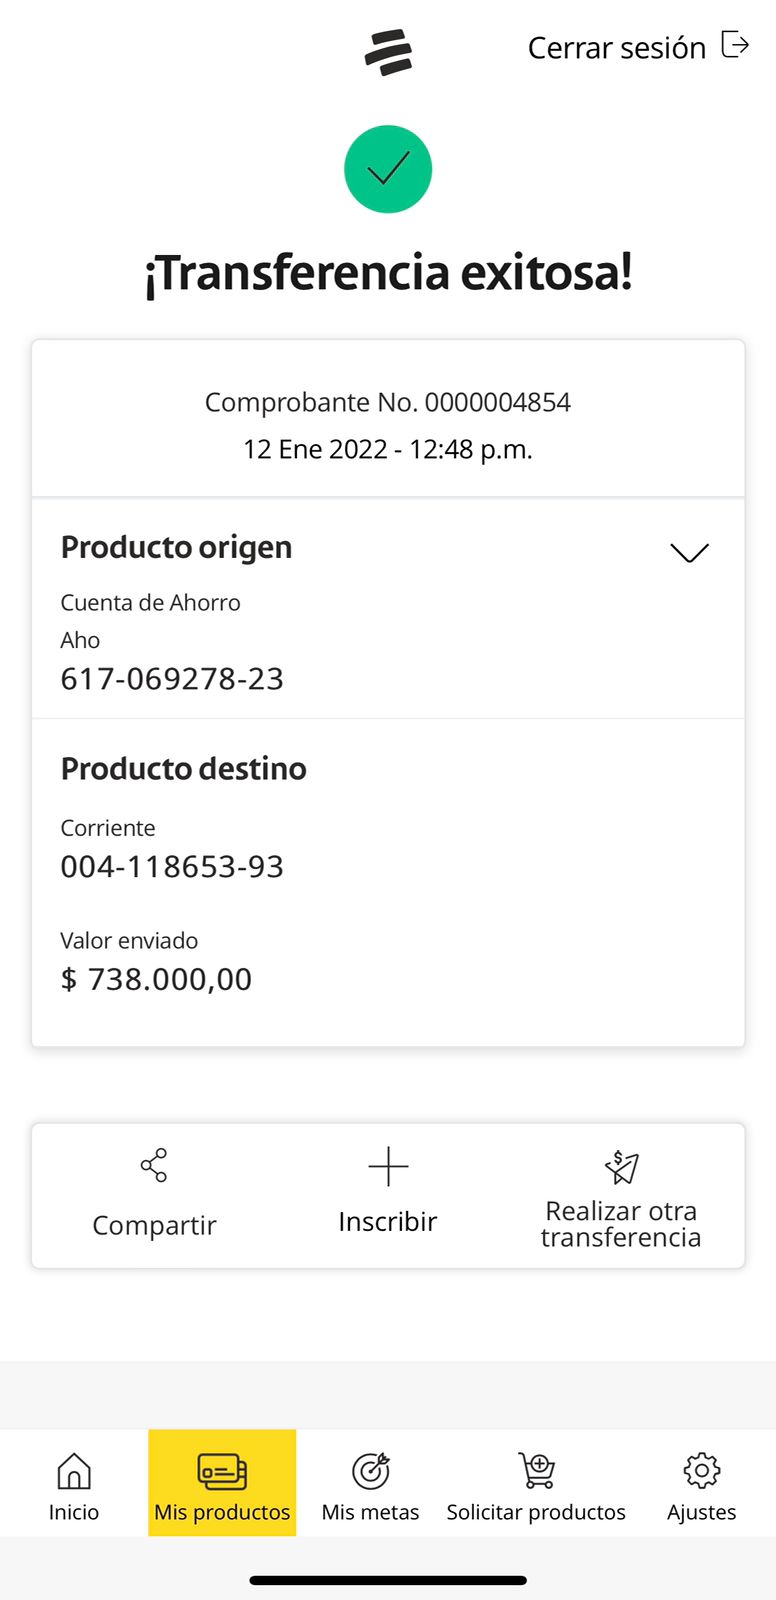 Cerrar sesión
¡Transferencia exitosa!
Comprobante No. 0000004854
12 Ene 2022 - 12:48 p.m.
Producto origen
Cuenta de Ahorro
Aho
617-069278-23
Producto destino
Corriente
004-118653-93
Valor enviado
$ 738.000,00
Compartir
Inscribir
Realizar otra
transferencia
Inicio
Mis productos
Mis metas
Solicitar productos
Ajustes